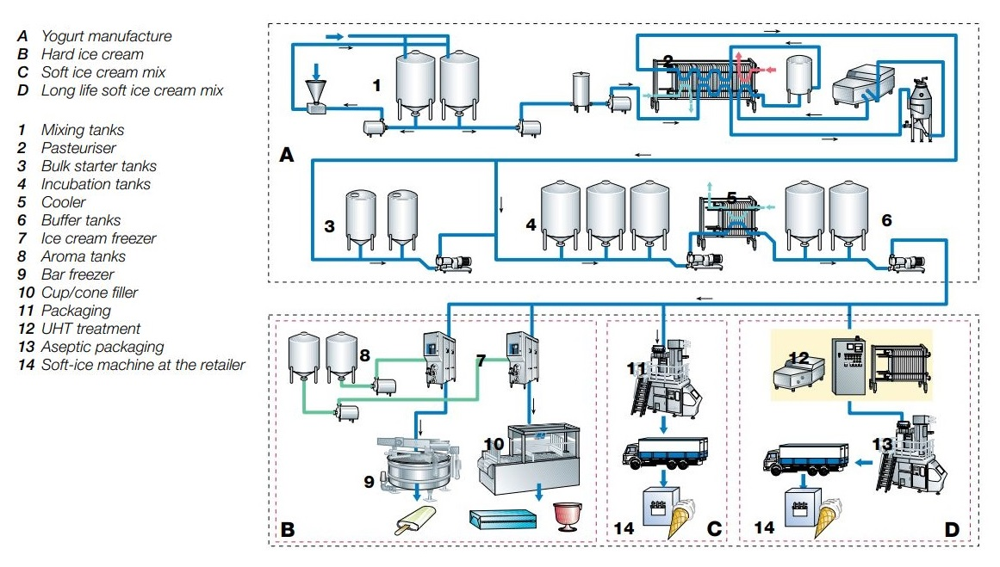 A Yogurt manufacture
B Hard ice cream
C Soft ice cream mix
D Long life soft ice cream mix
1 Mixing tanks
2 Pasteuriser
3 Bulk starter tanks
4 Incubation tanks
5 Cooler
6 Buffer tanks
7 Ice cream freezer
8 Aroma tanks
9 Bar freezer
10 Cup/cone filler
11 Packaging
12 UHT treatment
13 Aseptic packaging
14 Soft-ice machine at the retailer
1
2
A
3
4
5
6
8
7
11
12
10
13
9
14
14
B
C
D